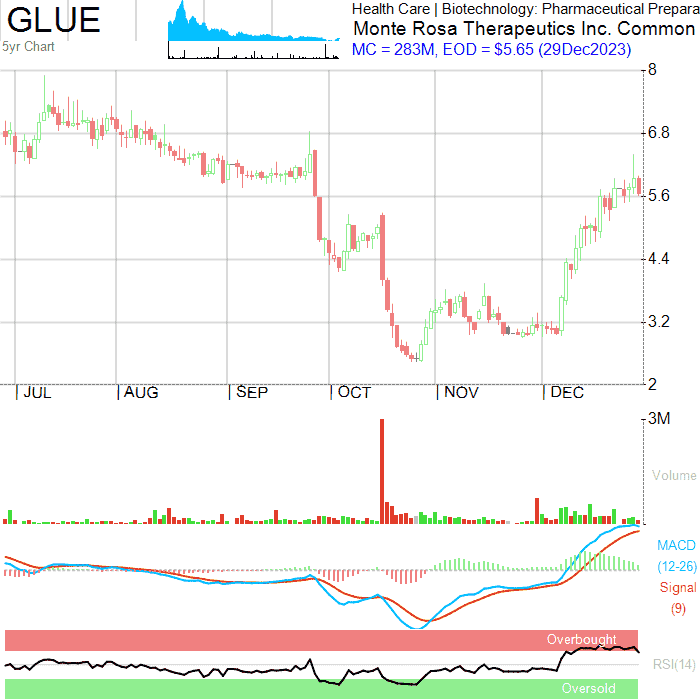 GLUE
5yr Chart
Health Care | Biotechnology: Pharmaceutical Prepara
Monte Rosa Therapeutics Inc. Common
MC = 283M, EOD = $5.65 (29Dec2023)
8
6.8
5.6
4.4
3.2
2
JUL AUG SEP OCT NOV DEC
3M
Volume
MACD
(12-26)
Signal
(9)
Overbought
RSI(14)
Oversold